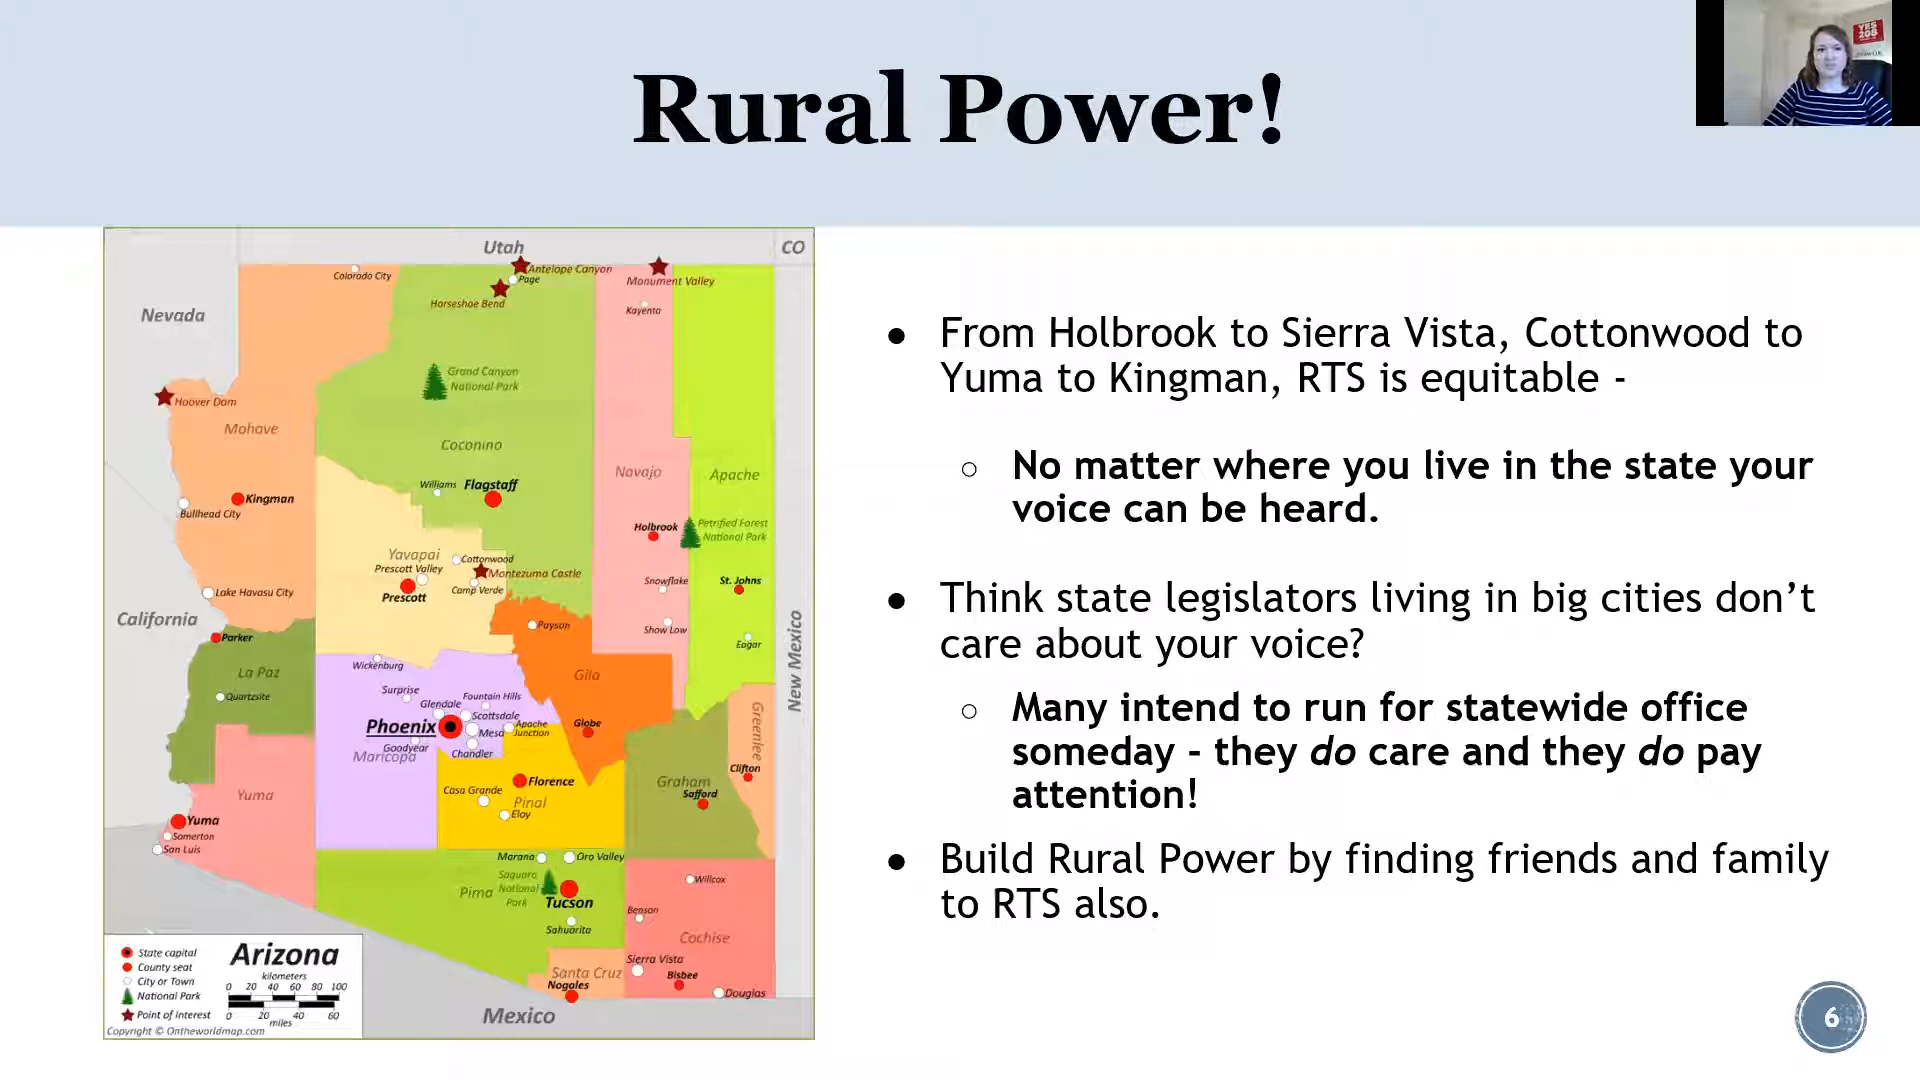 Rural Power!
YES
208
Utah
CO
Colorado City
Antelope Canyon
Page
Monument Valley
Horseshoe Bend
Kayenta
Nevada
Grand Canyon
National Park
Hoover Dam
Mohave
Coconino
Navajo
Apache
Williams
Flagstaff
Kingman
Bullhead City
Holbrook
Petrified Forest
National Park
Yavapai
Cottonwood
Prescott Valley
Montezuma Castle
Prescott
Camp Verde
Snowflake
St. Johns
Lake Havasu City
California
Parker
Payson
Show Low
Eagar
New Mexico
Wickenburg
La Paz
Gila
Quartzsite
Surprise
Fountain Hills
Glendale
Scottsdale
Phoenix
Mesa
Apache
Junction
Globe
Greenlee
Goodyear
Chandler
Maricopa
Clifton
Florence
Graham
Safford
Casa Grande
Pinal
Eloy
Yuma
Yuma
Somerton
San Luis
Marana
Oro Valley
Saguaro
National
Park
Pima
Tucson
Willcox
Benson
Sahuarita
Cochise
Sierra Vista
Santa Cruz
Nogales
Bisbee
Douglas
Mexico
State capital
County seat
City or Town
National Park
Point of Interest
Arizona
kilometers
0 20 40 60 80 100
0 20 40 60
miles
Copyright © Ontheworldmap.com
● From Holbrook to Sierra Vista, Cottonwood to
Yuma to Kingman, RTS is equitable -
○ No matter where you live in the state your
voice can be heard.
● Think state legislators living in big cities don’t
care about your voice?
○ Many intend to run for statewide office
someday - they do care and they do pay
attention!
● Build Rural Power by finding friends and family
to RTS also.
6